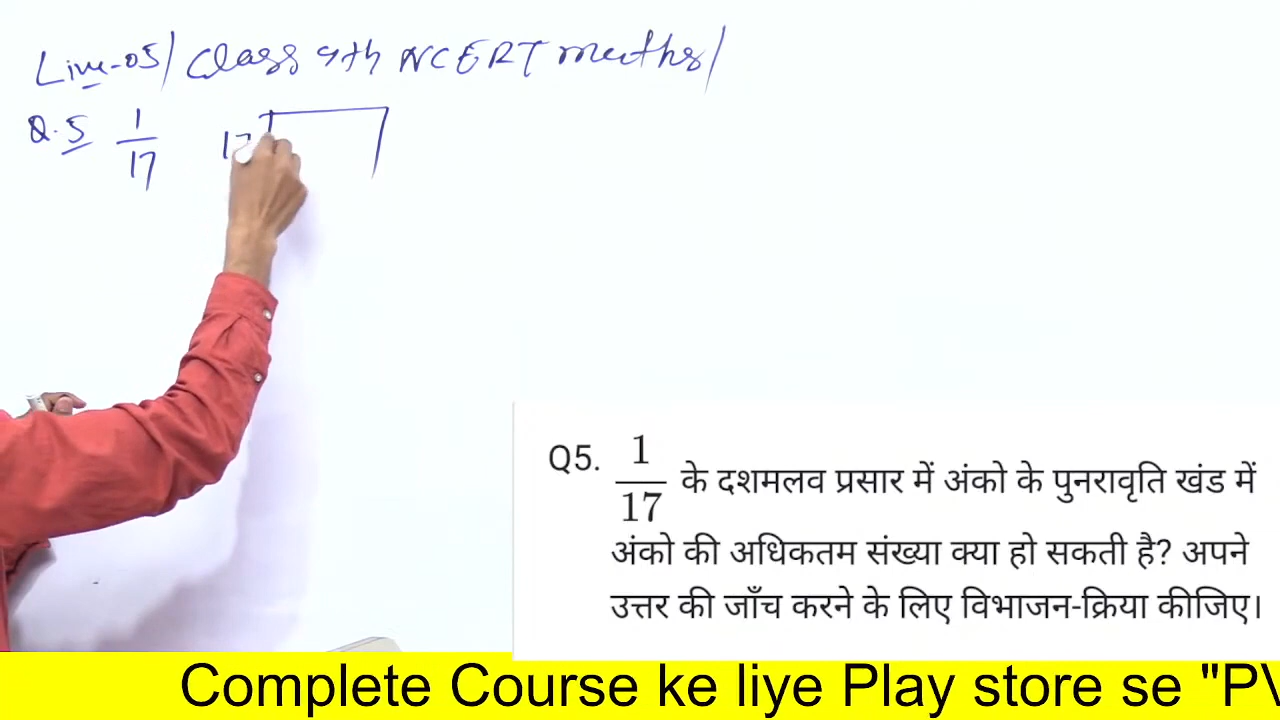 Live-05/ Class 9th NCERT maths/
Q.5 1/17 17
Q5. 1/17 के दशमलव प्रसार में अंको के पुनरावृति खंड में
अंको की अधिकतम संख्या क्या हो सकती है? अपने
उत्तर की जाँच करने के लिए विभाजन-क्रिया कीजिए।
Complete Course ke liye Play store se "PV